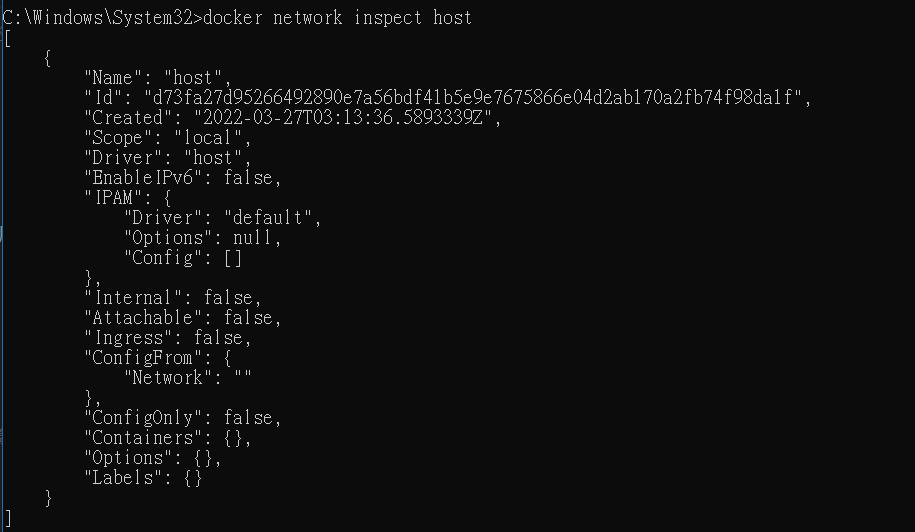 C:\Windows\System32>docker network inspect host
[
    {
        "Name": "host",
        "Id": "d73fa27d95266492890e7a56bdf41b5e9e7675866e04d2ab170a2fb74f98da1f",
        "Created": "2022-03-27T03:13:36.5893339Z",
        "Scope": "local",
        "Driver": "host",
        "EnableIPv6": false,
        "IPAM": {
            "Driver": "default",
            "Options": null,
            "Config": []
        },
        "Internal": false,
        "Attachable": false,
        "Ingress": false,
        "ConfigFrom": {
            "Network": ""
        },
        "ConfigOnly": false,
        "Containers": {},
        "Options": {},
        "Labels": {}
    }
]